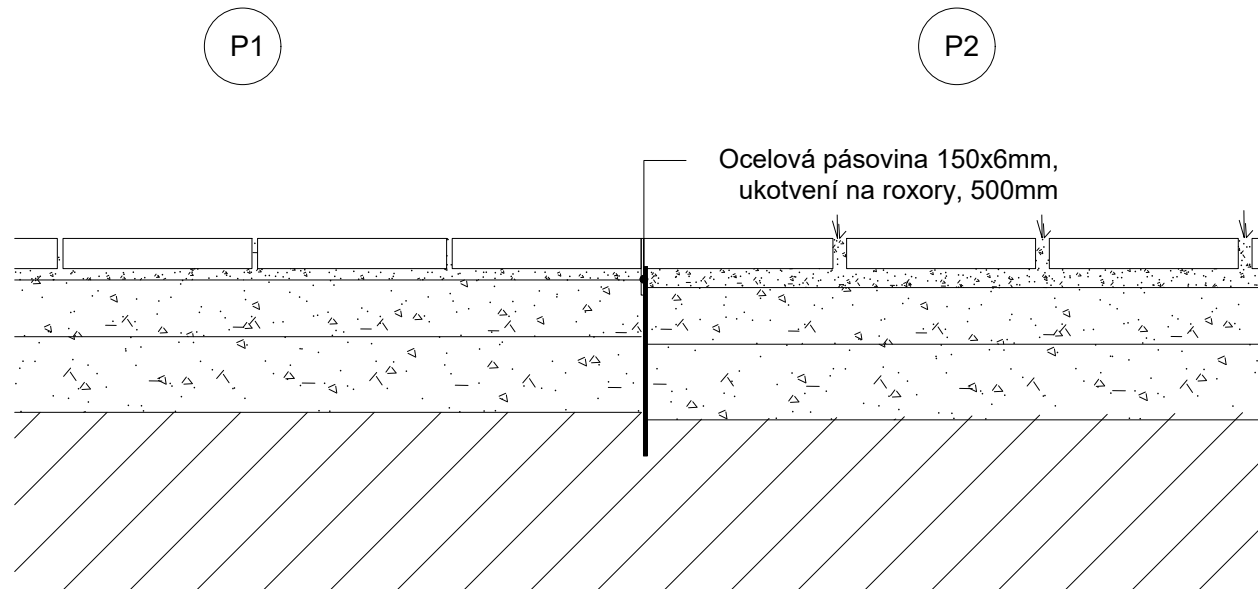 P1
P2
Ocelová pásovina 150x6mm,
ukotvení na roxory, 500mm